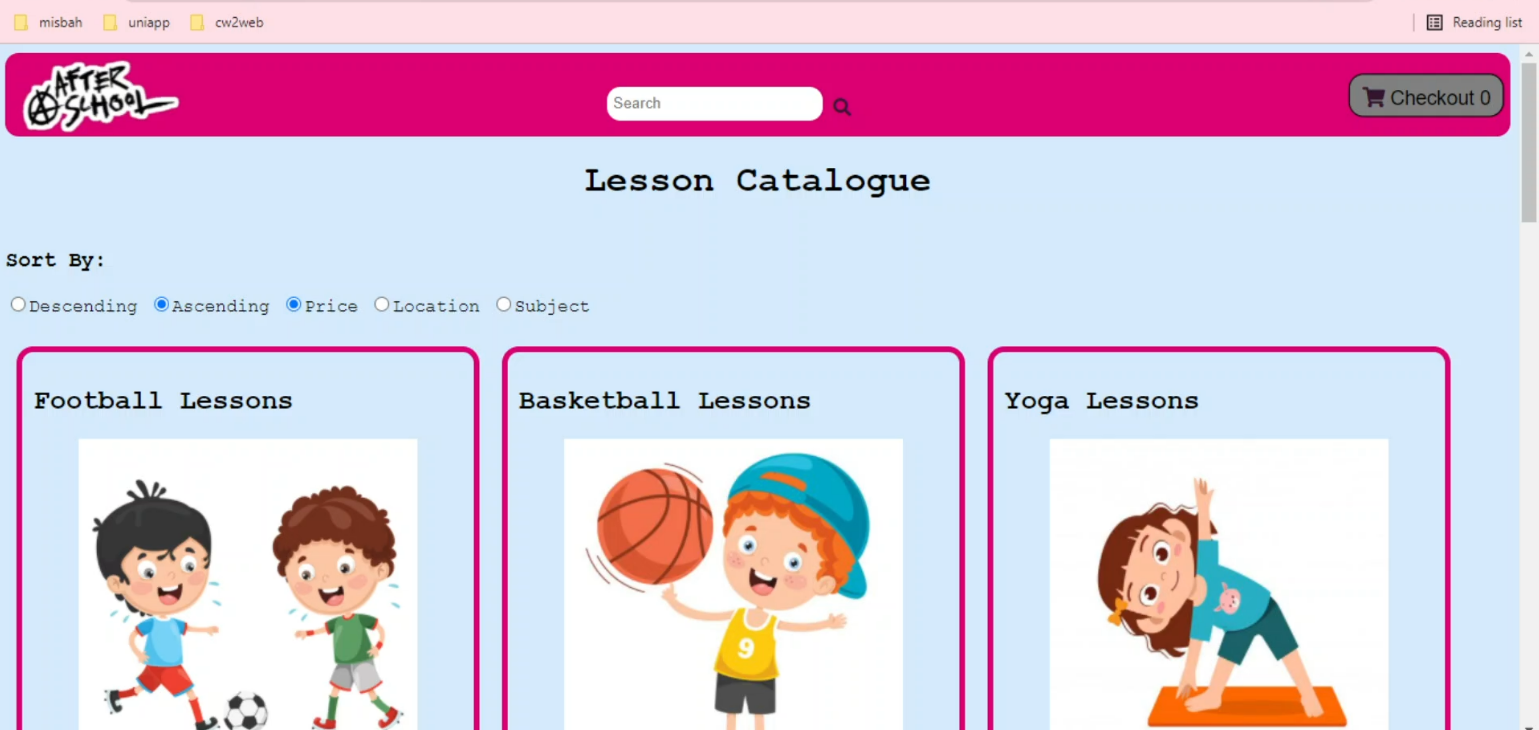 misbah uniapp cw2web Reading list
AFTER
SCHOOL
Search
Checkout 0
Lesson Catalogue
Sort By:
Descending Ascending Price Location Subject
Football Lessons Basketball Lessons Yoga Lessons
9